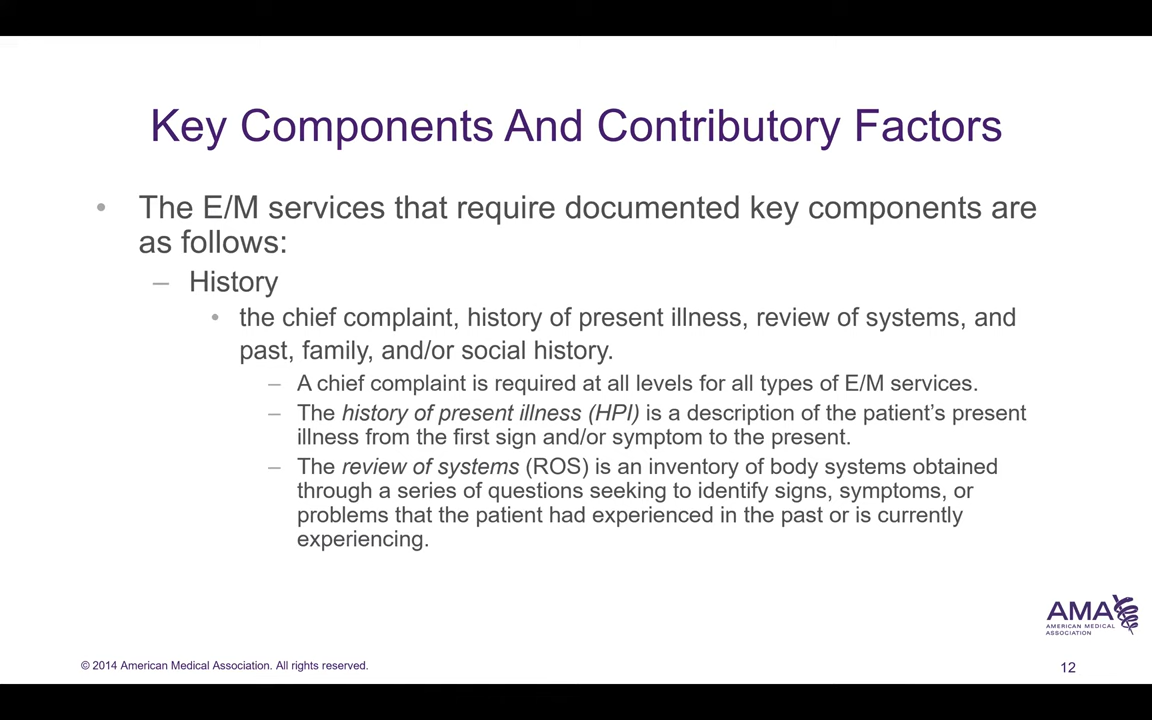 Key Components And Contributory Factors
• The E/M services that require documented key components are
as follows:
– History
• the chief complaint, history of present illness, review of systems, and
past, family, and/or social history.
– A chief complaint is required at all levels for all types of E/M services.
– The history of present illness (HPI) is a description of the patient’s present
illness from the first sign and/or symptom to the present.
– The review of systems (ROS) is an inventory of body systems obtained
through a series of questions seeking to identify signs, symptoms, or
problems that the patient had experienced in the past or is currently
experiencing.
AMA
AMERICAN MEDICAL
ASSOCIATION
© 2014 American Medical Association. All rights reserved.
12